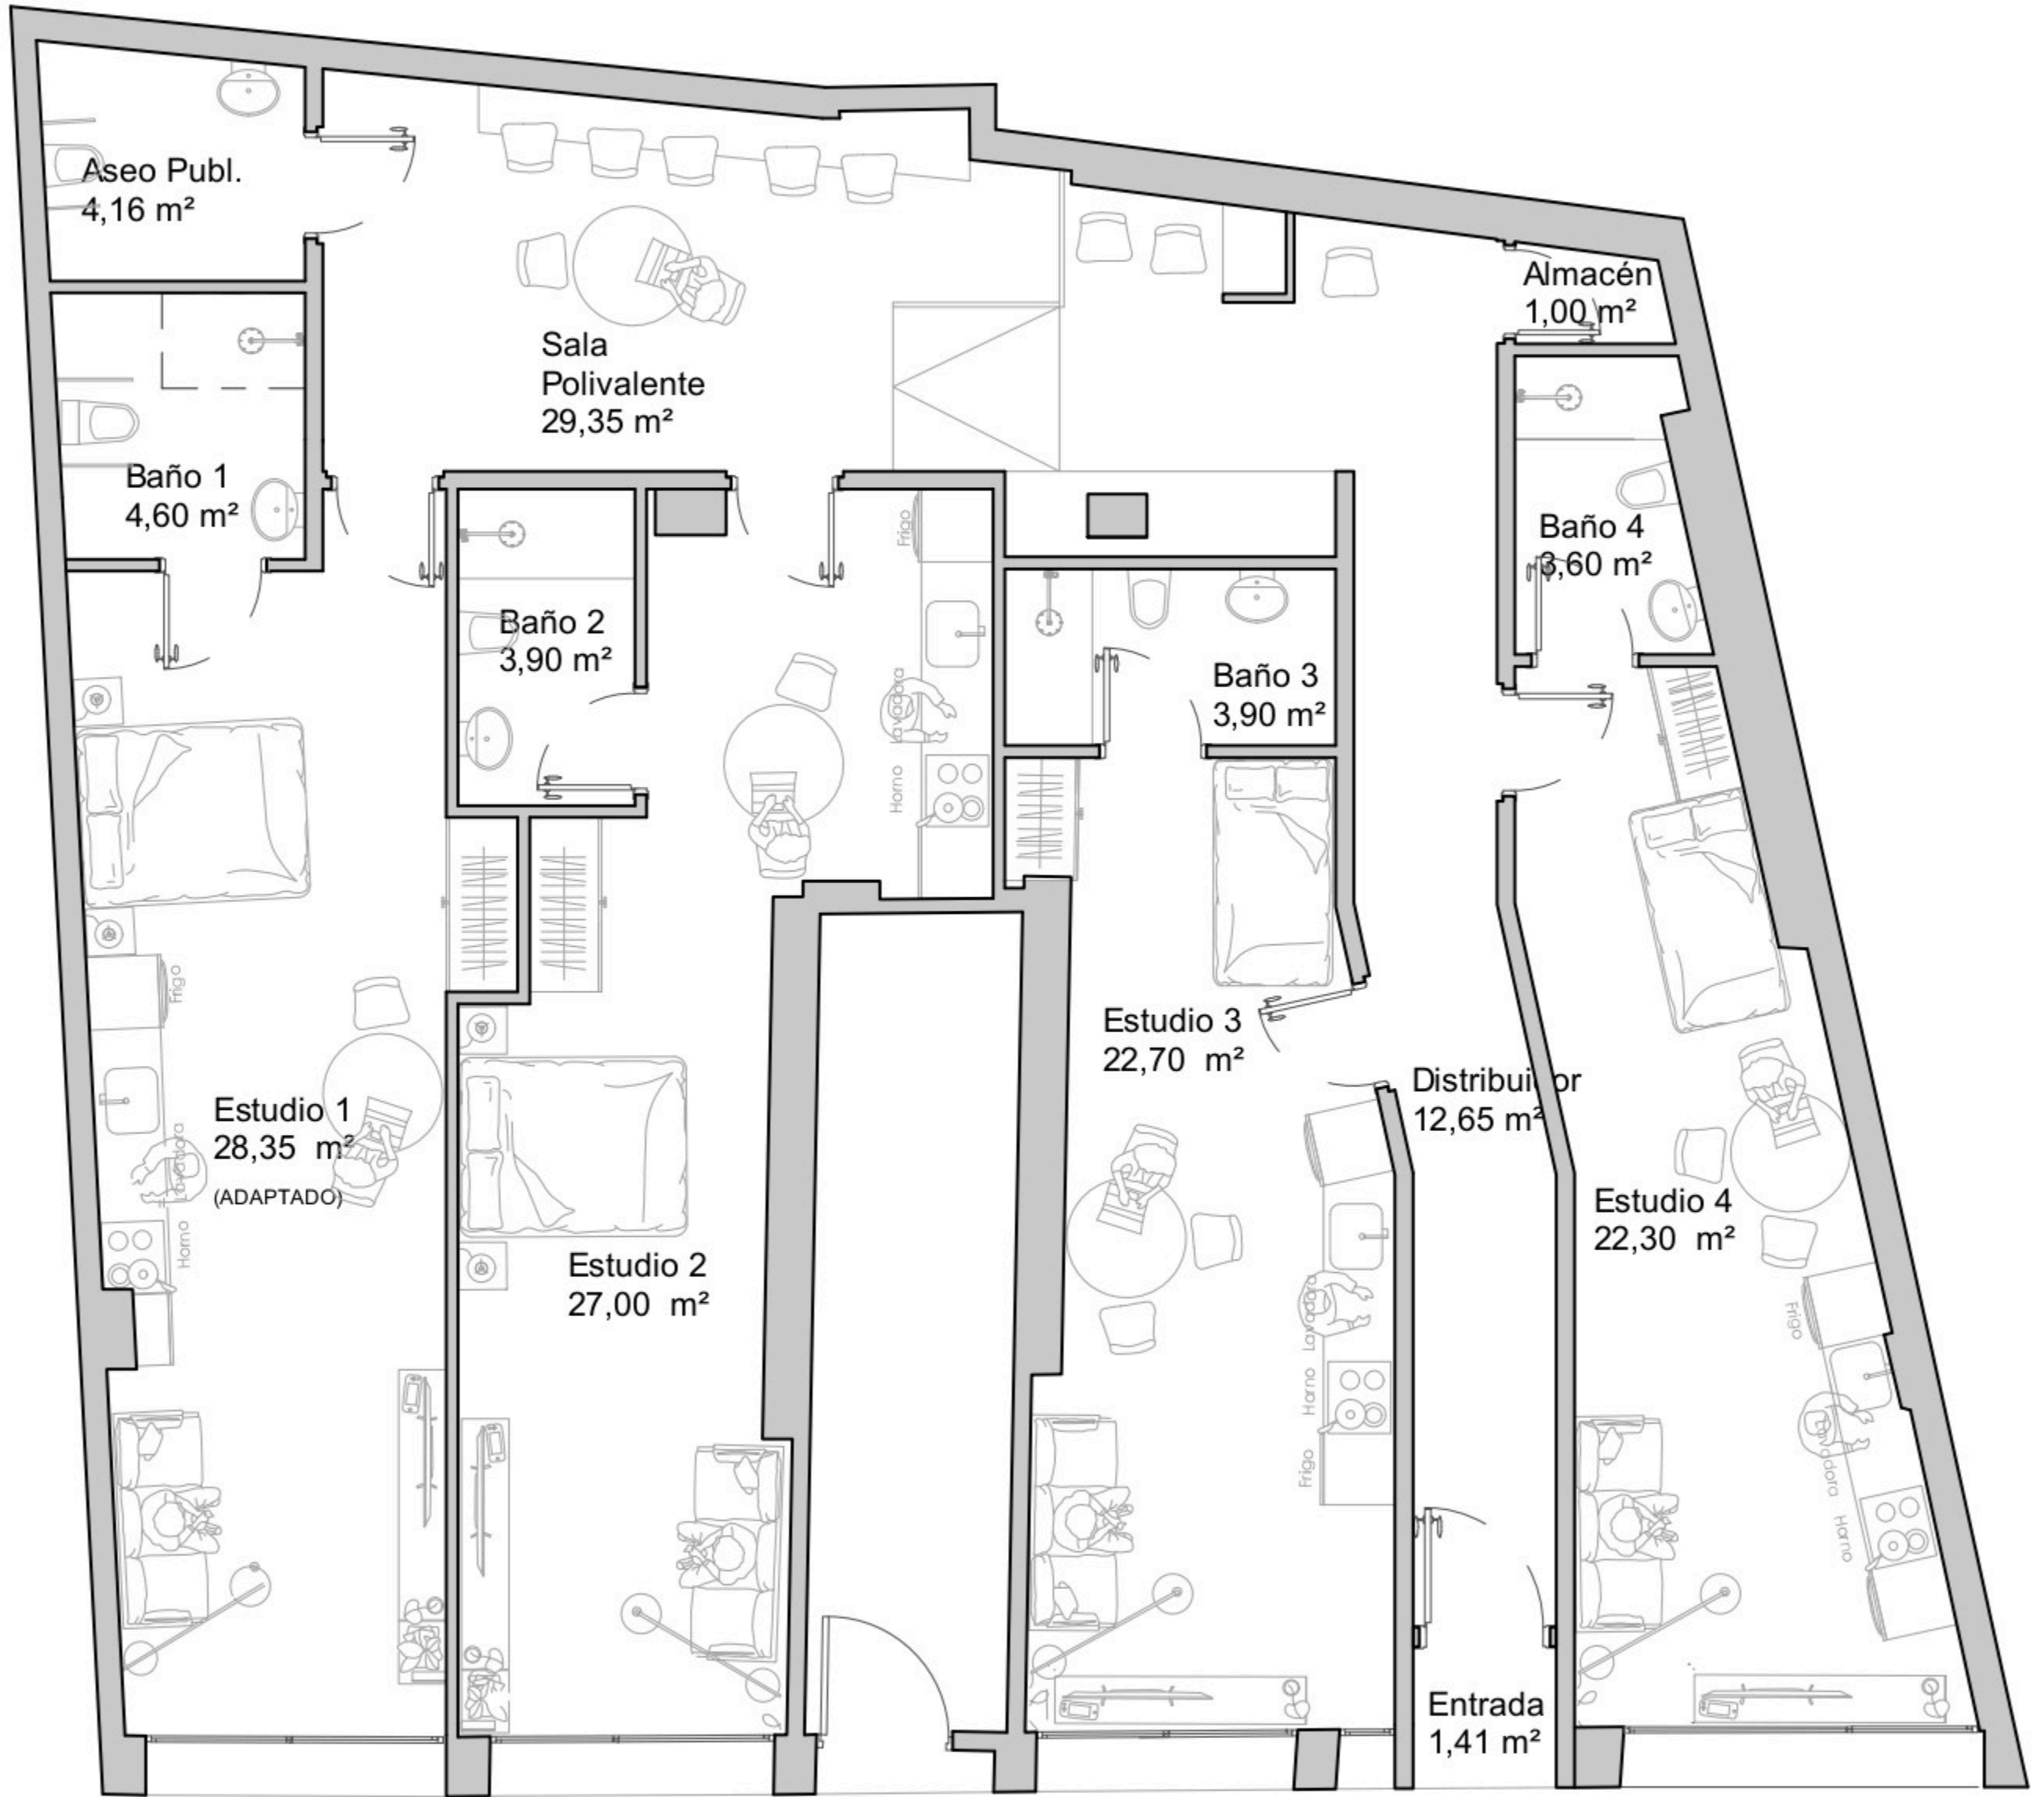 Aseo Publ.
4,16 m²
Almacén
1,00 m²
Sala
Polivalente
29,35 m²
Baño 1
4,60 m²
Frigo
Baño 4
3,60 m²
Baño 2
3,90 m²
Lavadora
Baño 3
3,90 m²
Horno
Frigo
Estudio 3
22,70 m²
Distribuidor
12,65 m²
Estudio 1
28,35 m²
(ADAPTADO)
Lavadora
Horno
Estudio 4
22,30 m²
Estudio 2
27,00 m²
Lavadora
Frigo
Horno
Frigo
Lavadora
Horno
Entrada
1,41 m²